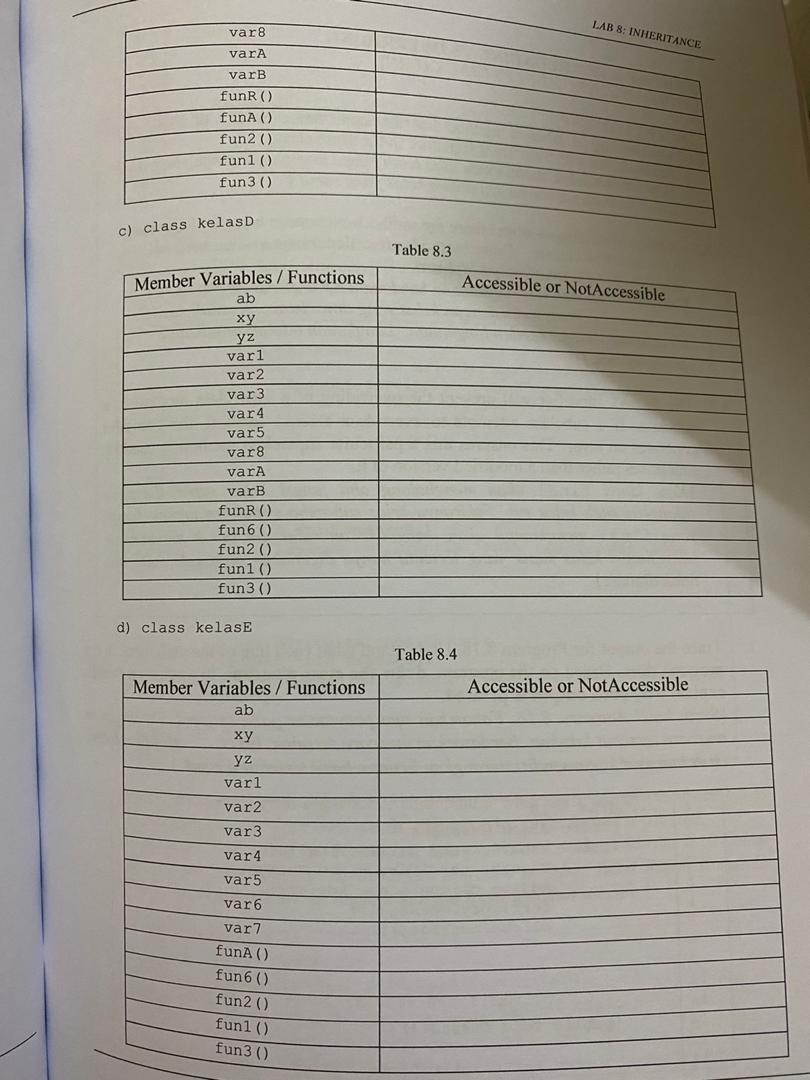 LAB 8: INHERITANCE
var8
varA
varB
funR()
funA()
fun2()
fun1()
fun3()
c) class kelasD
Table 8.3
Member Variables / Functions Accessible or NotAccessible
ab
xy
yz
var1
var2
var3
var4
var5
var8
varA
varB
funR()
fun6()
fun2()
fun1()
fun3()
d) class kelasE
Table 8.4
Member Variables / Functions Accessible or NotAccessible
ab
xy
yz
var1
var2
var3
var4
var5
var6
var7
funA()
fun6()
fun2()
fun1()
fun3()